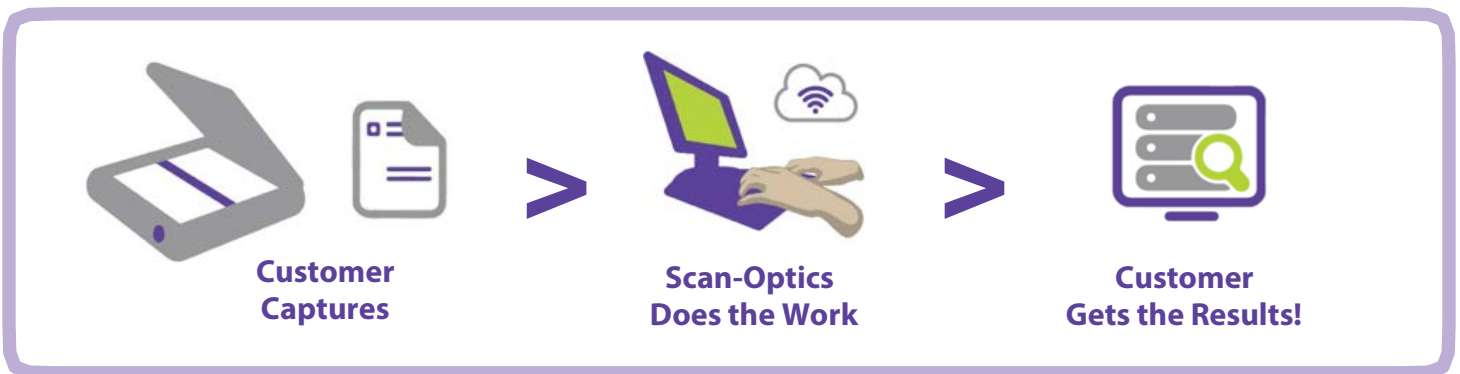 Customer
Captures
>
Scan-Optics
Does the Work
>
Customer
Gets the Results!